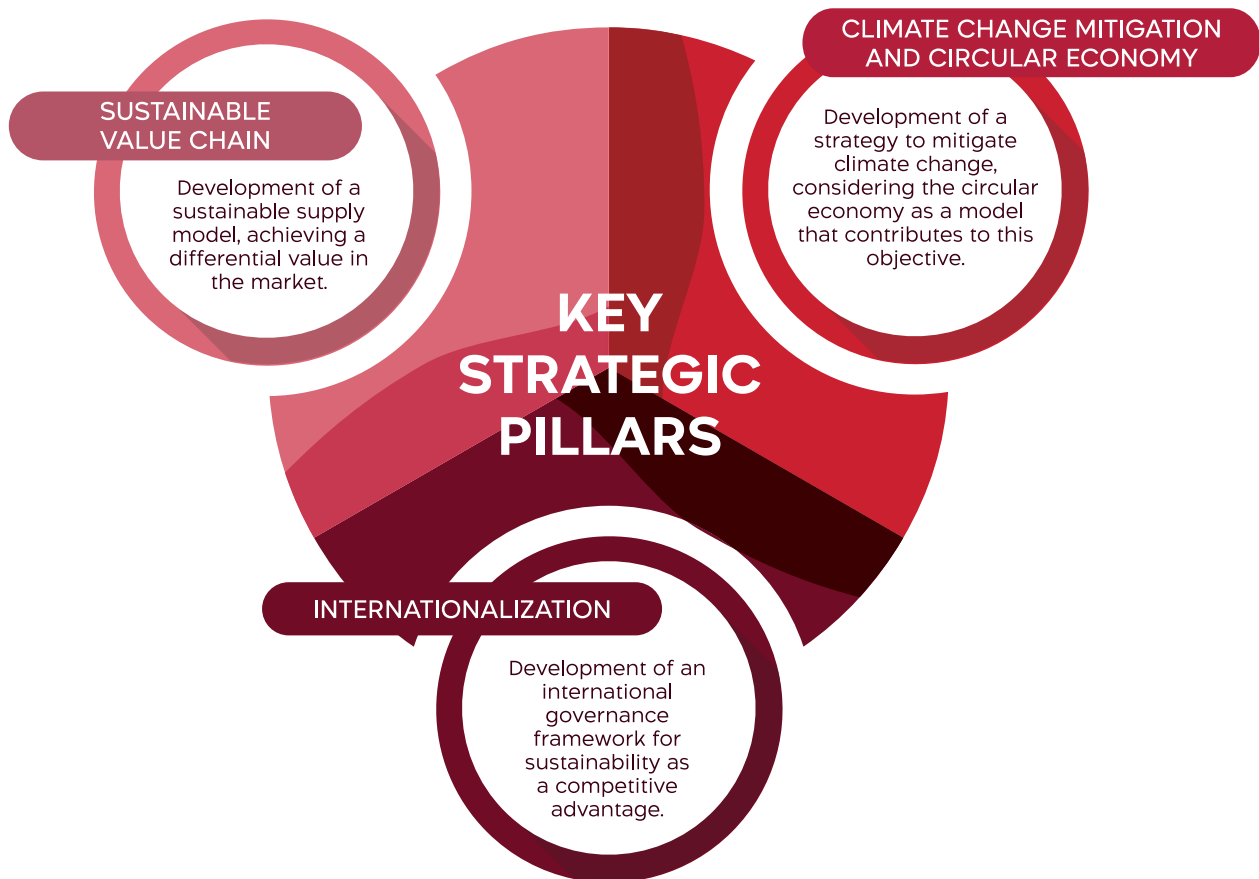 SUSTAINABLE
VALUE CHAIN
Development of a
sustainable supply
model, achieving a
differential value in
the market.
CLIMATE CHANGE MITIGATION
AND CIRCULAR ECONOMY
Development of a
strategy to mitigate
climate change,
considering the circular
economy as a model
that contributes to this
objective.
KEY
STRATEGIC
PILLARS
INTERNATIONALIZATION
Development of an
international
governance
framework for
sustainability as
a competitive
advantage.